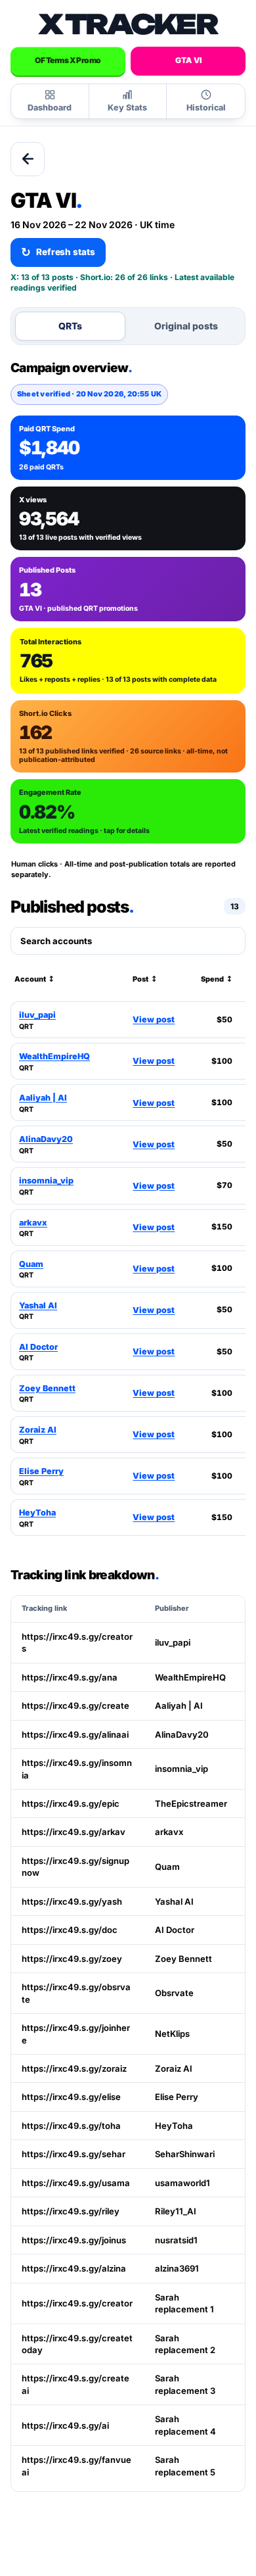 XTRACKER
OFTerms X Promo
GTA VI
Dashboard
Key Stats
Historical
GTA VI.
16 Nov 2026 – 22 Nov 2026 · UK time
↻ Refresh stats
X: 13 of 13 posts · Short.io: 26 of 26 links · Latest available
readings verified
QRTs
Original posts
Campaign overview.
Sheet verified · 20 Nov 2026, 20:55 UK
Paid QRT Spend
$1,840
26 paid QRTs
X views
93,564
13 of 13 live posts with verified views
Published Posts
13
GTA VI · published QRT promotions
Total Interactions
765
Likes + reposts + replies · 13 of 13 posts with complete data
Short.io Clicks
162
13 of 13 published links verified · 26 source links · all-time, not
publication-attributed
Engagement Rate
0.82%
Latest verified readings · tap for details
Human clicks · All-time and post-publication totals are reported
separately.
Published posts.
13
Search accounts
Account ↕ Post ↕ Spend ↕
iluv_papi
QRT
View post
$50
WealthEmpireHQ
QRT
View post
$100
Aaliyah | AI
QRT
View post
$100
AlinaDavy20
QRT
View post
$50
insomnia_vip
QRT
View post
$70
arkavx
QRT
View post
$150
Quam
QRT
View post
$100
Yashal AI
QRT
View post
$50
AI Doctor
QRT
View post
$50
Zoey Bennett
QRT
View post
$100
Zoraiz AI
QRT
View post
$100
Elise Perry
QRT
View post
$100
HeyToha
QRT
View post
$150
Tracking link breakdown.
Tracking link Publisher
https://irxc49.s.gy/creator
s
iluv_papi
https://irxc49.s.gy/ana
WealthEmpireHQ
https://irxc49.s.gy/create
Aaliyah | AI
https://irxc49.s.gy/alinaai
AlinaDavy20
https://irxc49.s.gy/insomn
ia
insomnia_vip
https://irxc49.s.gy/epic
TheEpicstreamer
https://irxc49.s.gy/arkav
arkavx
https://irxc49.s.gy/signup
now
Quam
https://irxc49.s.gy/yash
Yashal AI
https://irxc49.s.gy/doc
AI Doctor
https://irxc49.s.gy/zoey
Zoey Bennett
https://irxc49.s.gy/obsrva
te
Obsrvate
https://irxc49.s.gy/joinher
e
NetKlips
https://irxc49.s.gy/zoraiz
Zoraiz AI
https://irxc49.s.gy/elise
Elise Perry
https://irxc49.s.gy/toha
HeyToha
https://irxc49.s.gy/sehar
SeharShinwari
https://irxc49.s.gy/usama
usamaworld1
https://irxc49.s.gy/riley
Riley11_AI
https://irxc49.s.gy/joinus
nusratsid1
https://irxc49.s.gy/alzina
alzina3691
https://irxc49.s.gy/creator
Sarah
replacement 1
https://irxc49.s.gy/createt
oday
Sarah
replacement 2
https://irxc49.s.gy/create
ai
Sarah
replacement 3
https://irxc49.s.gy/ai
Sarah
replacement 4
https://irxc49.s.gy/fanvue
ai
Sarah
replacement 5